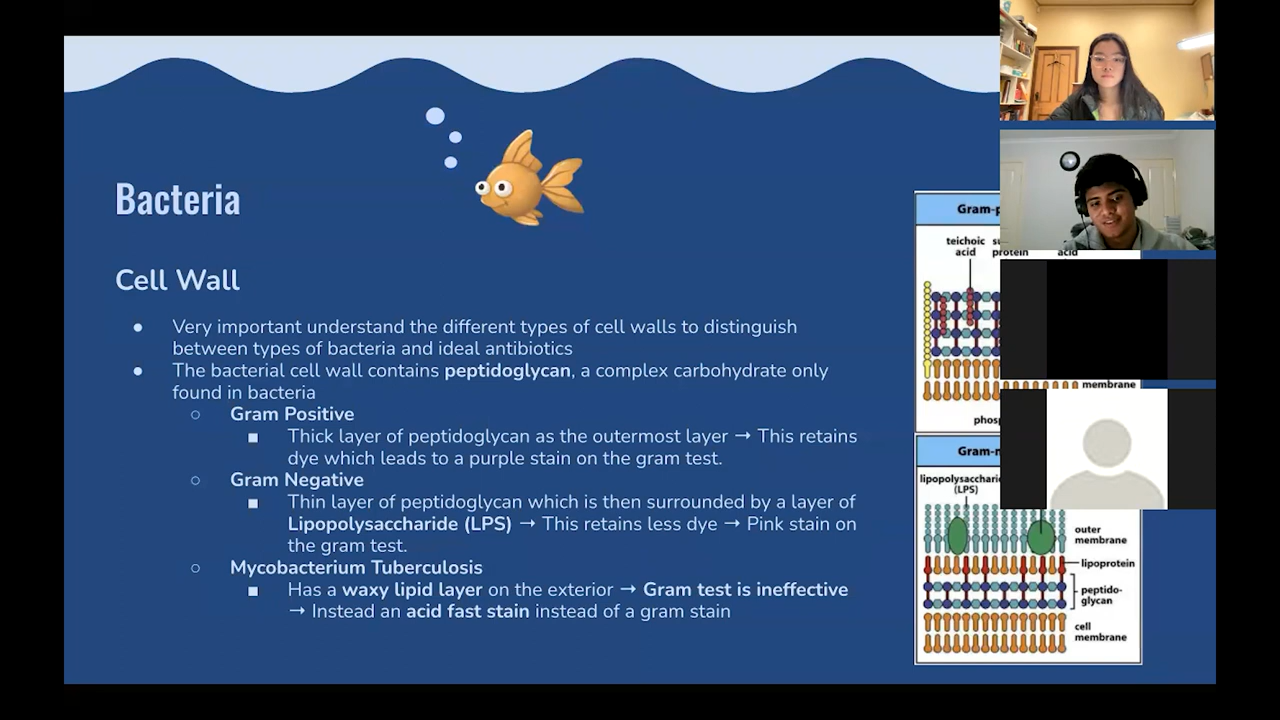 Bacteria
Cell Wall
● Very important understand the different types of cell walls to distinguish
between types of bacteria and ideal antibiotics
● The bacterial cell wall contains peptidoglycan, a complex carbohydrate only
found in bacteria
○ Gram Positive
■ Thick layer of peptidoglycan as the outermost layer → This retains
dye which leads to a purple stain on the gram test.
○ Gram Negative
■ Thin layer of peptidoglycan which is then surrounded by a layer of
Lipopolysaccharide (LPS) → This retains less dye → Pink stain on
the gram test.
○ Mycobacterium Tuberculosis
■ Has a waxy lipid layer on the exterior → Gram test is ineffective
→ Instead an acid fast stain instead of a gram stain
teichoic
acid protein acid
membrane
(LPS)
outer
membrane
lipoprotein
peptido-
glycan
cell
membrane